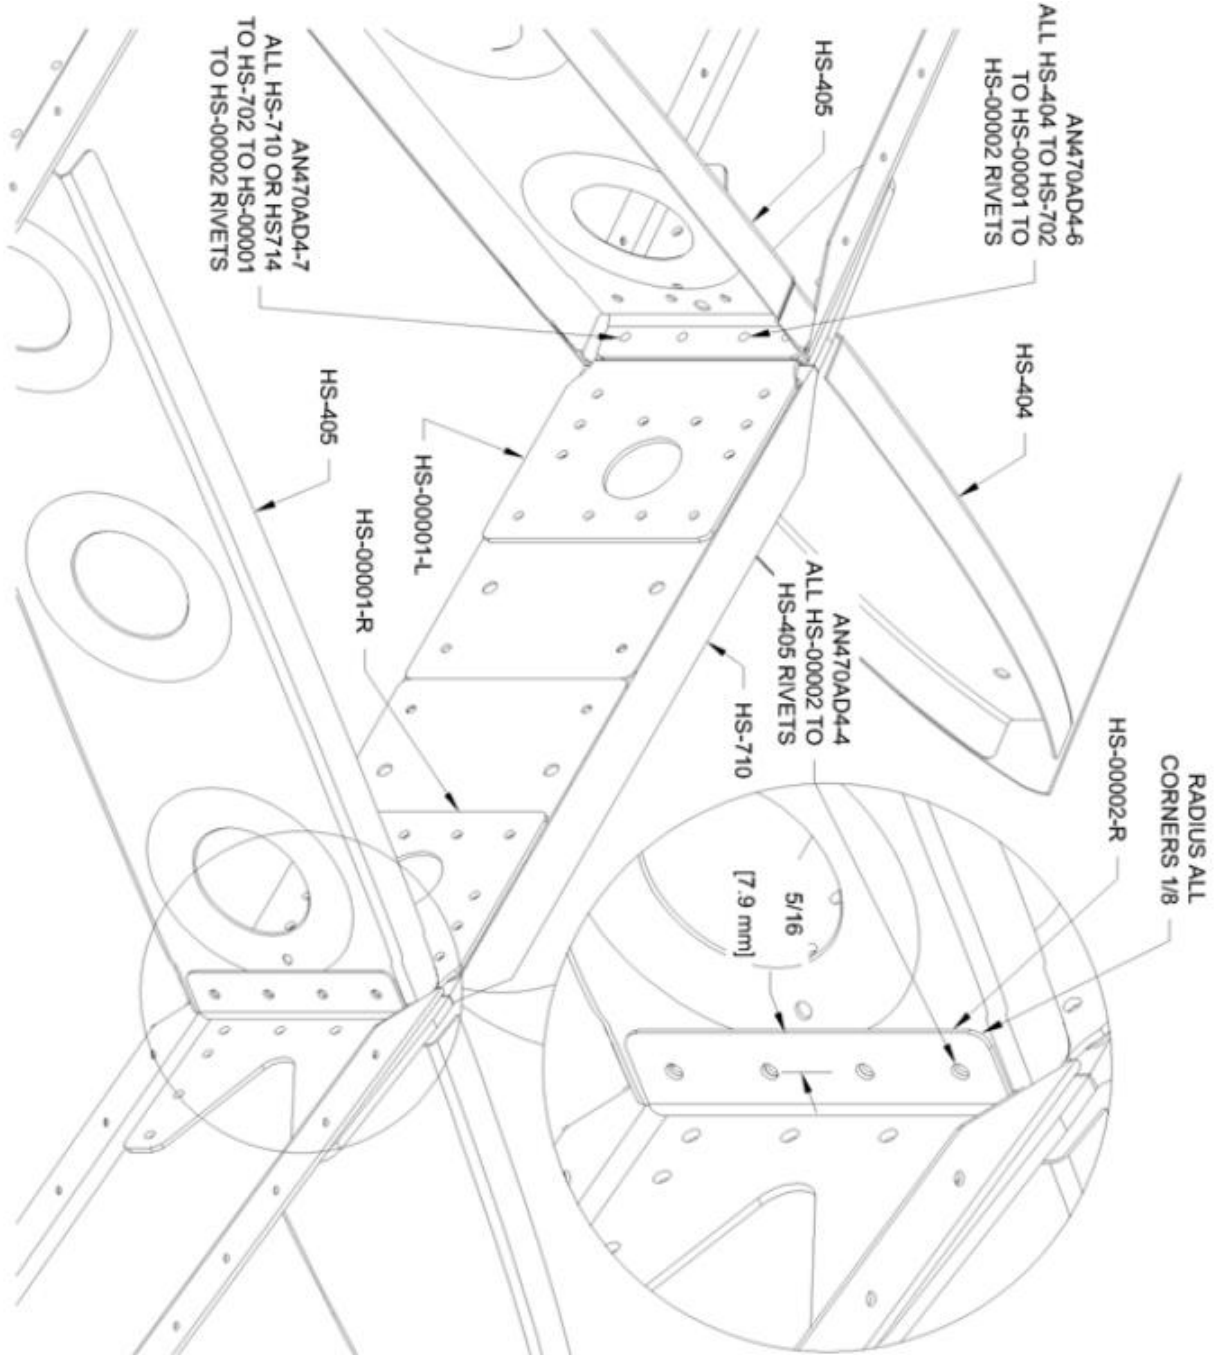 AN470AD4-6
ALL HS-404 TO HS-702
TO HS-00001 TO
HS-00002 RIVETS
HS-405
AN470AD4-7
ALL HS-710 OR HS714
TO HS-702 TO HS-00001
TO HS-00002 RIVETS
HS-404
HS-405
HS-00001-L
HS-00001-R
AN470AD4-4
ALL HS-00002 TO
HS-405 RIVETS
HS-710
RADIUS ALL
CORNERS 1/8
HS-00002-R
5/16
[7.9 mm]